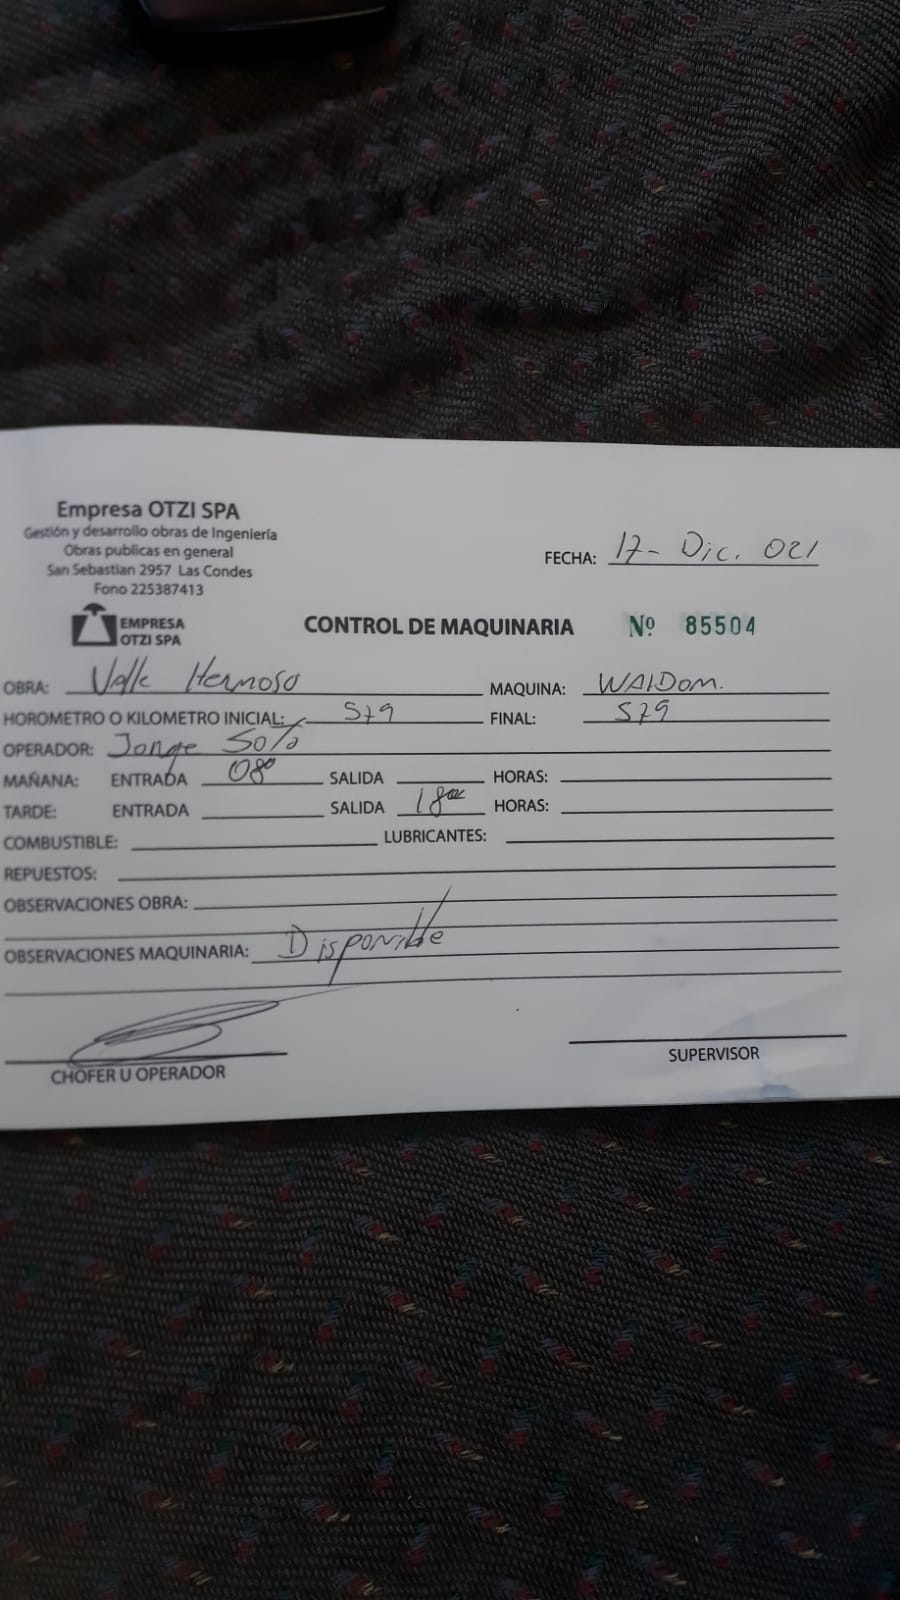 Empresa OTZI SPA
Gestión y desarrollo obras de Ingeniería
Obras publicas en general
San Sebastian 2957 Las Condes
Fono 225387413
EMPRESA
OTZI SPA
FECHA: 17- Dic. 021
CONTROL DE MAQUINARIA Nº 85504
OBRA: Valle Hermoso MAQUINA: WALDOM.
HOROMETRO O KILOMETRO INICIAL: 579 FINAL: 579
OPERADOR: Jorge Soto
MAÑANA: ENTRADA 08⁰⁰ SALIDA HORAS:
TARDE: ENTRADA SALIDA 18⁰⁰ HORAS:
COMBUSTIBLE: LUBRICANTES:
REPUESTOS:
OBSERVACIONES OBRA:
OBSERVACIONES MAQUINARIA: Disponible
CHOFER U OPERADOR SUPERVISOR